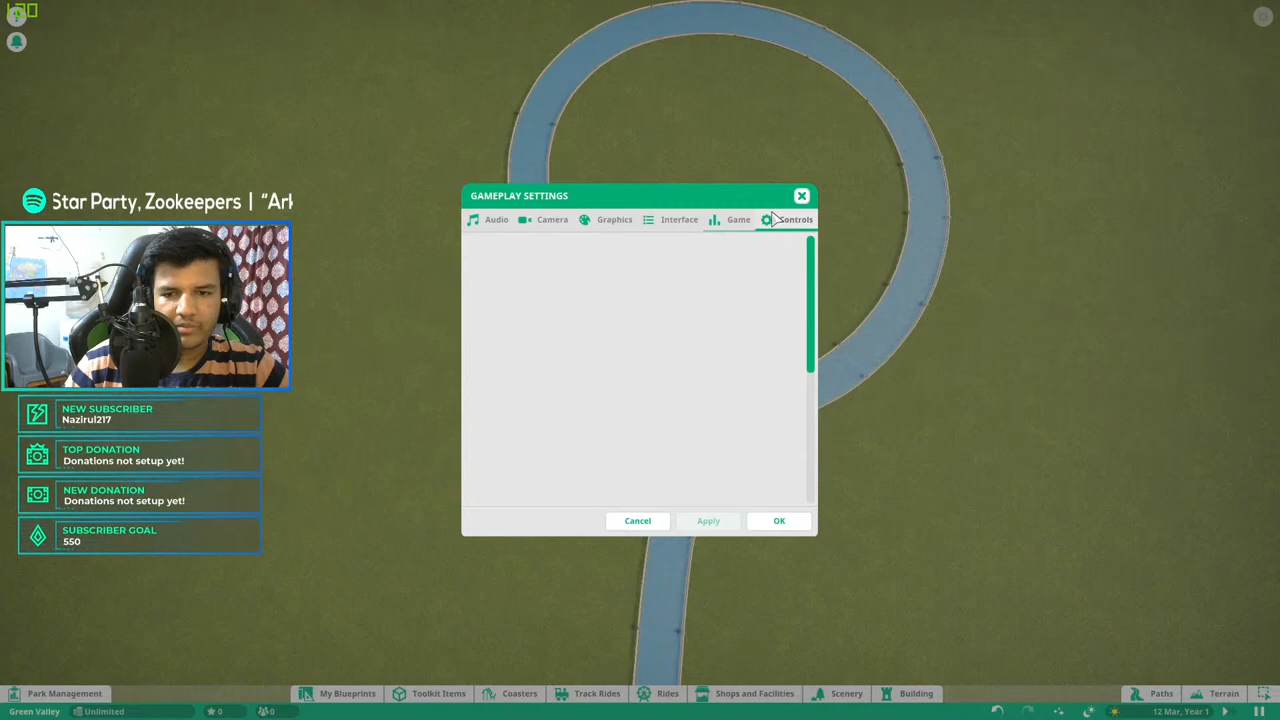 120
Star Party, Zookeepers | "Ark
NEW SUBSCRIBER
Nazirul217
TOP DONATION
Donations not setup yet!
NEW DONATION
Donations not setup yet!
SUBSCRIBER GOAL
550
GAMEPLAY SETTINGS
Audio Camera Graphics Interface Game Controls
Cancel Apply OK
Park Management My Blueprints Toolkit Items Coasters Track Rides Rides Shops and Facilities Scenery Building Paths Terrain
Green Valley Unlimited 0 0 12 Mar, Year 1